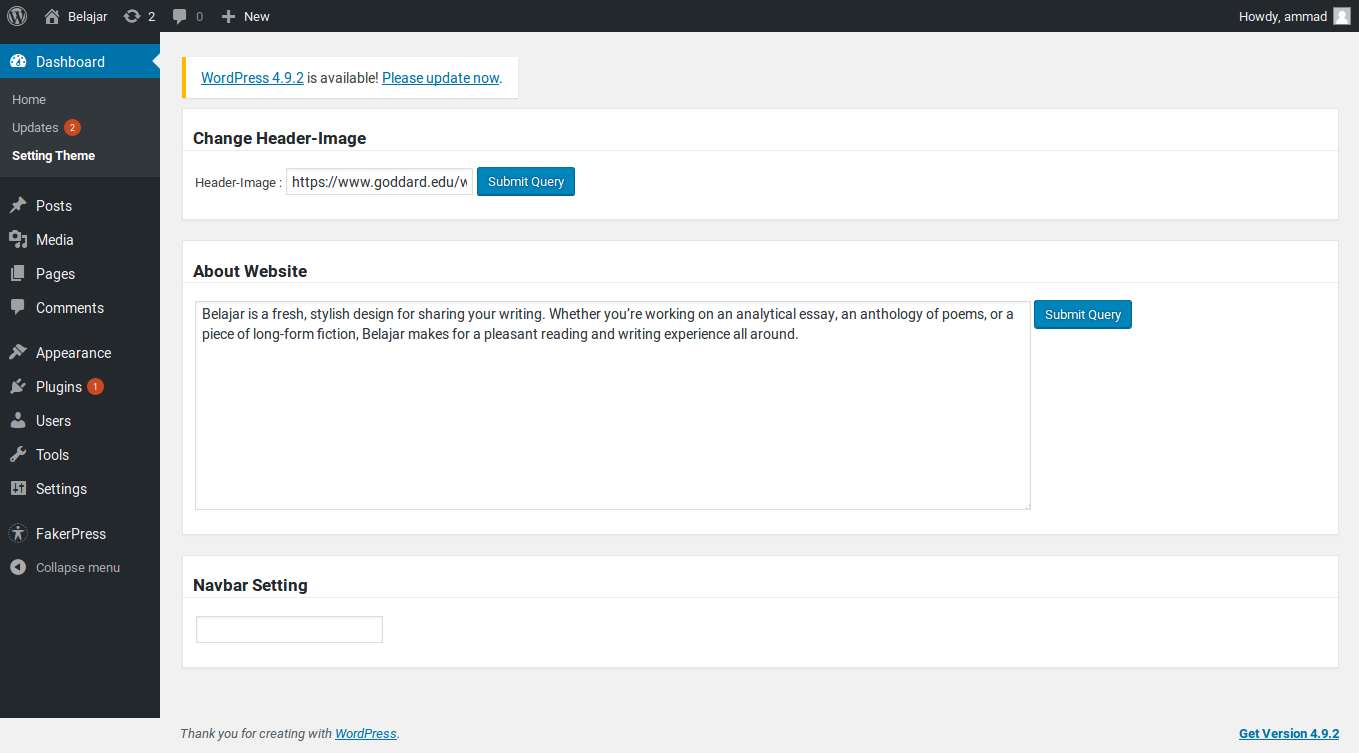 Belajar 2 0 New Howdy, ammad
Dashboard
Home
Updates 2
Setting Theme
Posts
Media
Pages
Comments
Appearance
Plugins 1
Users
Tools
Settings
FakerPress
Collapse menu
WordPress 4.9.2 is available! Please update now.
Change Header-Image
Header-Image : https://www.goddard.edu/w Submit Query
About Website
Belajar is a fresh, stylish design for sharing your writing. Whether you’re working on an analytical essay, an anthology of poems, or a
piece of long-form fiction, Belajar makes for a pleasant reading and writing experience all around.
Submit Query
Navbar Setting
Thank you for creating with WordPress.
Get Version 4.9.2